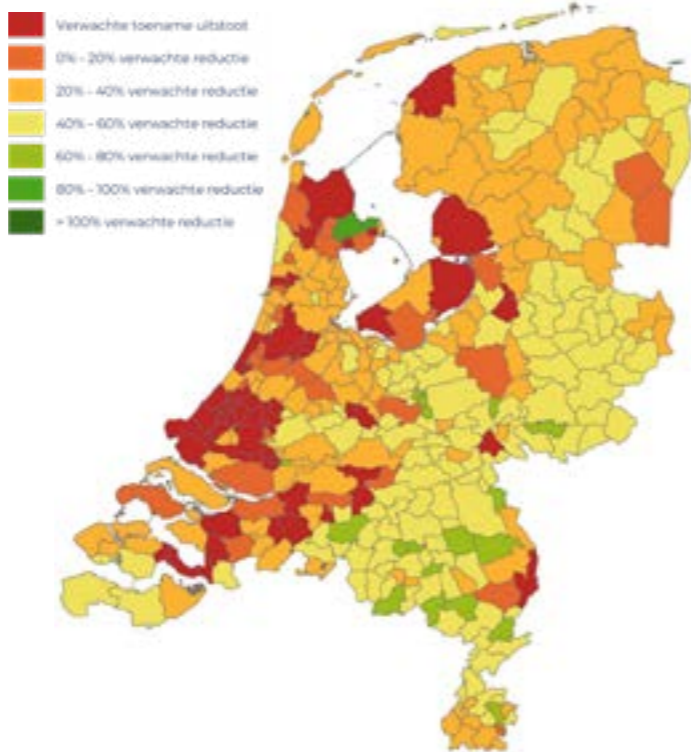 Verwachte toename uitstoot
0% - 20% verwachte reductie
20% - 40% verwachte reductie
40% - 60% verwachte reductie
60% - 80% verwachte reductie
80% - 100% verwachte reductie
> 100% verwachte reductie